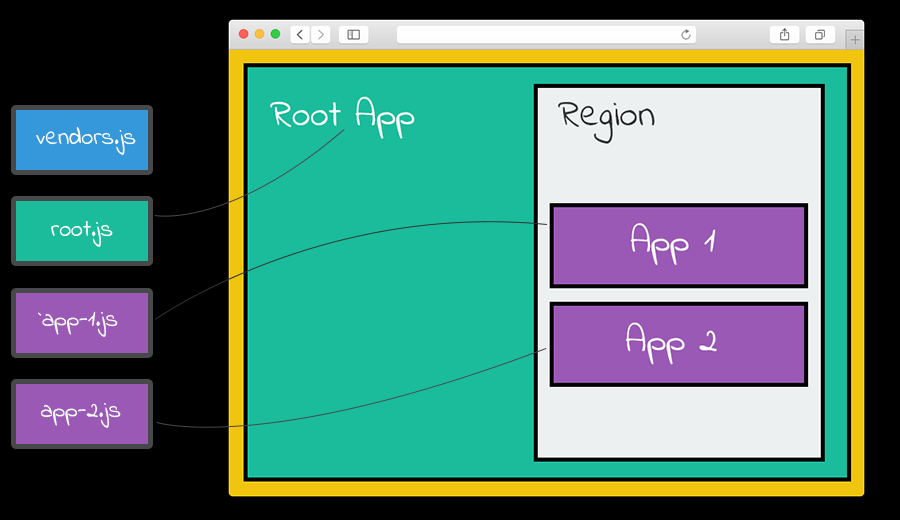 vendors.js
root.js
`app-1.js
app-2.js
Root App
Region
App 1
App 2